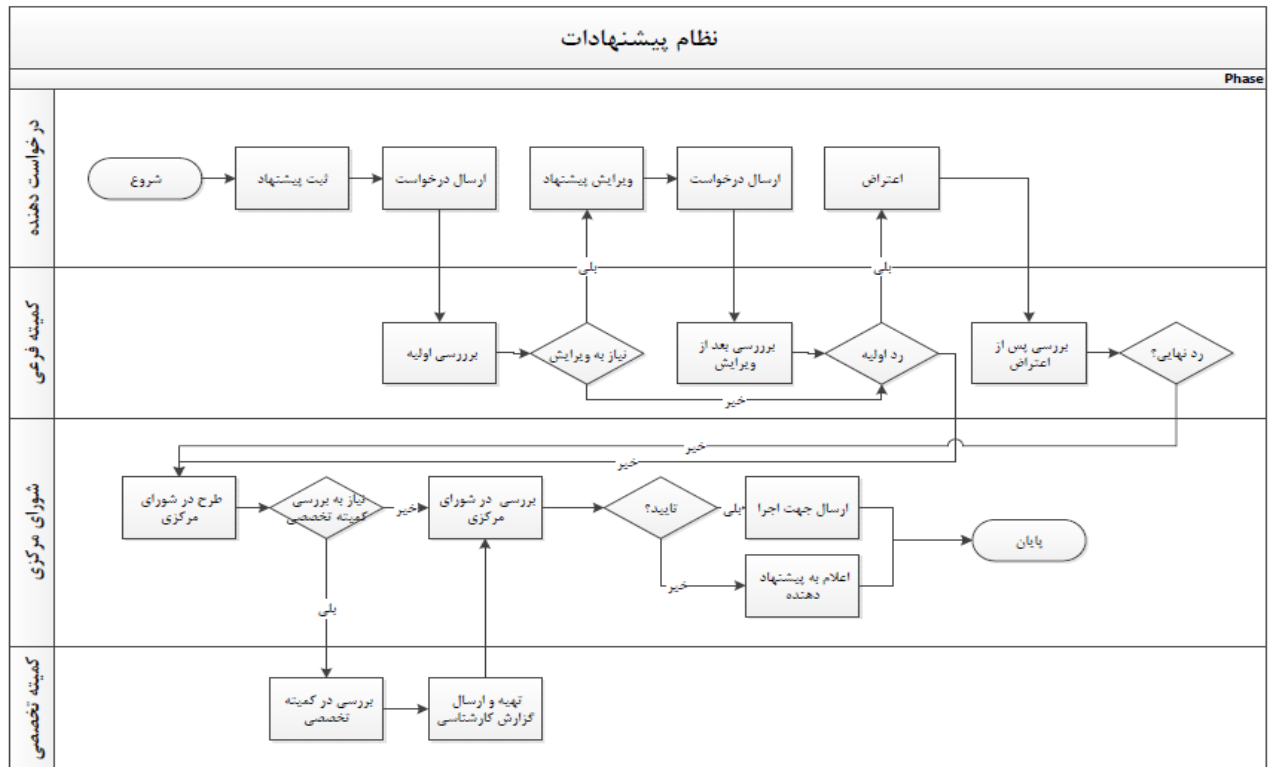 نظام پیشنهادات
Phase
درخواست دهنده
شروع
ثبت پیشنهاد
ارسال درخواست
ویرایش پیشنهاد
ارسال درخواست
اعتراض
بلی
بلی
کمیته فرعی
برررسی اولیه
نیاز به ویرایش
برررسی بعد از
ویرایش
رد اولیه
بررسی پس از
اعتراض
رد نهایی؟
خیر
خیر
خیر
شورای مرکزی
طرح در شورای
مرکزی
نیاز به بررسی
کمیته تخصصی
خیر
بررسی در شورای
مرکزی
تایید؟
بلی
ارسال جهت اجرا
خیر
اعلام به پیشنهاد
دهنده
پایان
بلی
کمیته تخصصی
بررسی در کمیته
تخصصی
تهیه و ارسال
گزارش کارشناسی